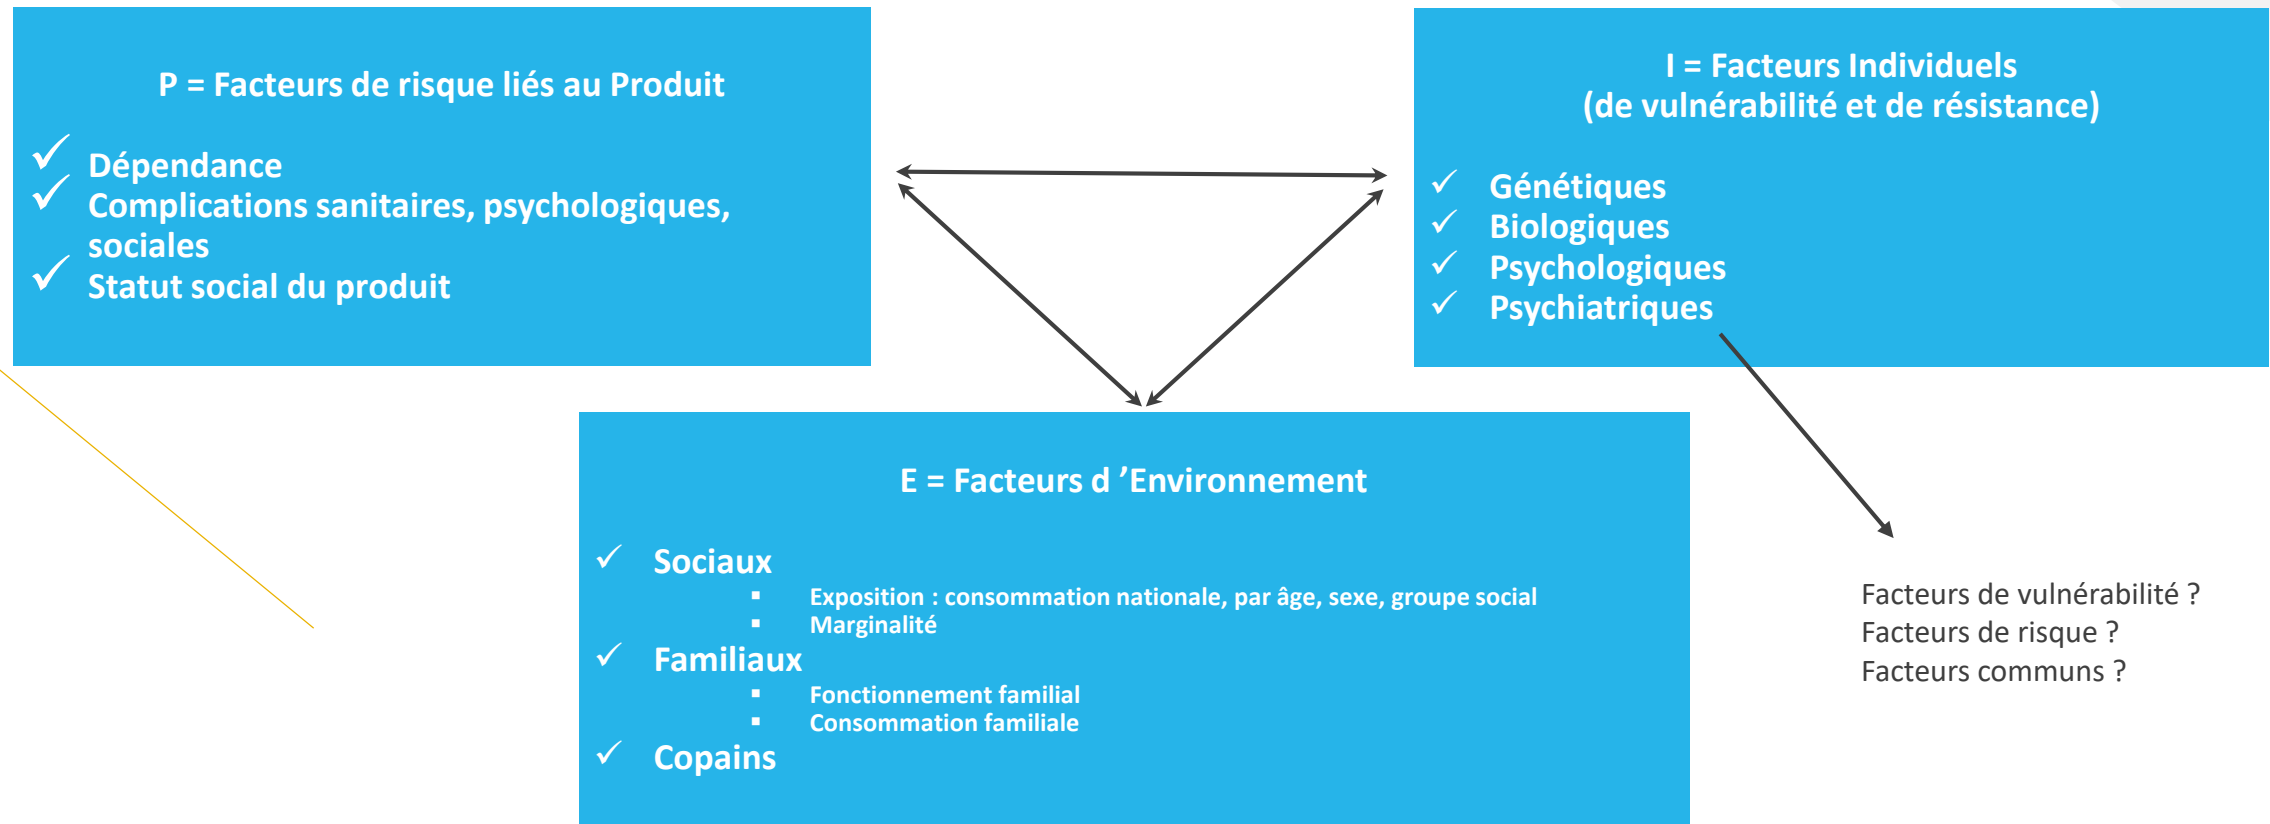 P = Facteurs de risque liés au Produit
✓ Dépendance
✓ Complications sanitaires, psychologiques,
sociales
✓ Statut social du produit
I = Facteurs Individuels
(de vulnérabilité et de résistance)
✓ Génétiques
✓ Biologiques
✓ Psychologiques
✓ Psychiatriques
E = Facteurs d ’Environnement
✓ Sociaux
▪ Exposition : consommation nationale, par âge, sexe, groupe social
▪ Marginalité
✓ Familiaux
▪ Fonctionnement familial
▪ Consommation familiale
✓ Copains
Facteurs de vulnérabilité ?
Facteurs de risque ?
Facteurs communs ?